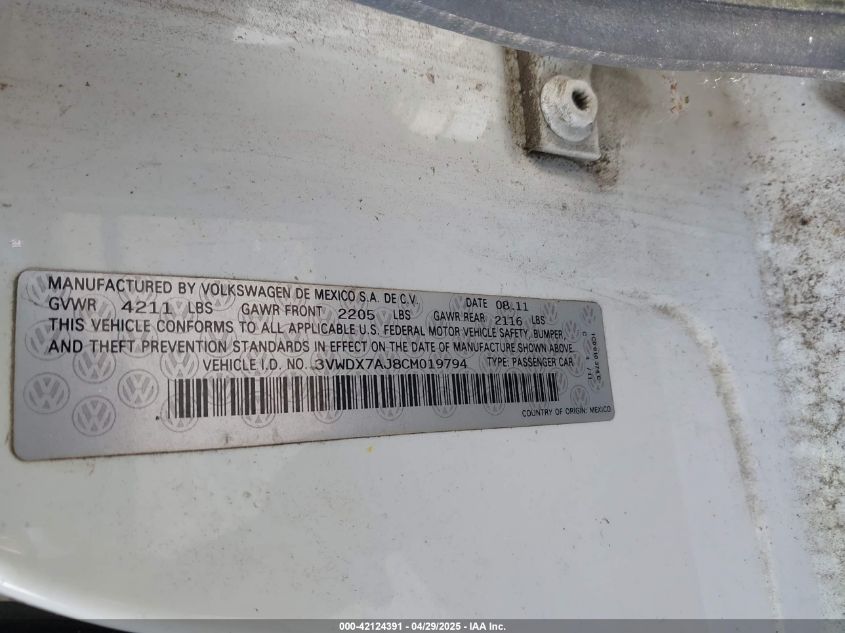 MANUFACTURED BY VOLKSWAGEN DE MEXICO S.A. DE C.V. DATE 08.11
GVWR 4211 LBS GAWR FRONT 2205 LBS GAWR REAR 2116 LBS
THIS VEHICLE CONFORMS TO ALL APPLICABLE U.S. FEDERAL MOTOR VEHICLE SAFETY, BUMPER,
AND THEFT PREVENTION STANDARDS IN EFFECT ON THE DATE OF MANUFACTURE SHOWN ABOVE.
VEHICLE I.D. NO.: 3VWDX7AJ8CM019794 TYPE: PASSENGER CAR
COUNTRY OF ORIGIN: MEXICO
000-42124391 - 04/29/2025 - IAA Inc.